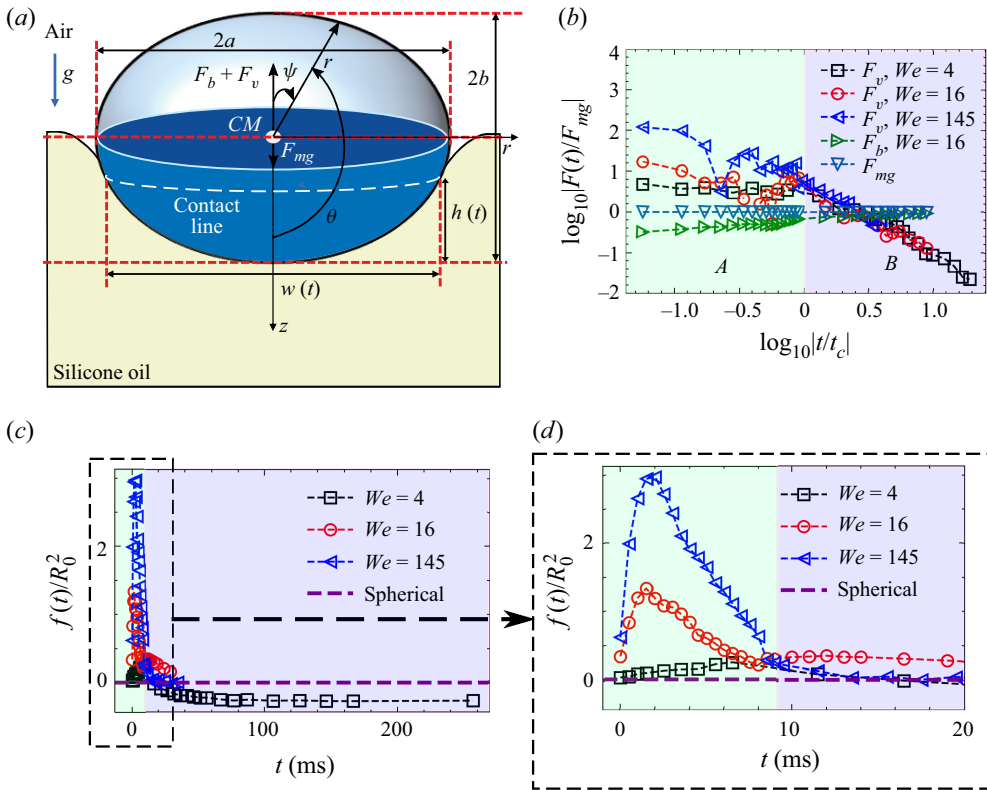 (a)
Air
g
2a
2b
F_b + F_v
ψ
r
CM
r
F_mg
Contact
line
θ
h (t)
w (t)
z
Silicone oil
(b)
log10|F(t)/F_mg|
4
3
2
1
0
−1
−2
F_v, We = 4
F_v, We = 16
F_v, We = 145
F_b, We = 16
F_mg
A
B
−1.0
−0.5
0
0.5
1.0
log10|t/t_c|
(c)
f (t)/R_0^2
2
0
We = 4
We = 16
We = 145
Spherical
0
100
200
t (ms)
(d)
f (t)/R_0^2
2
0
We = 4
We = 16
We = 145
Spherical
0
10
20
t (ms)